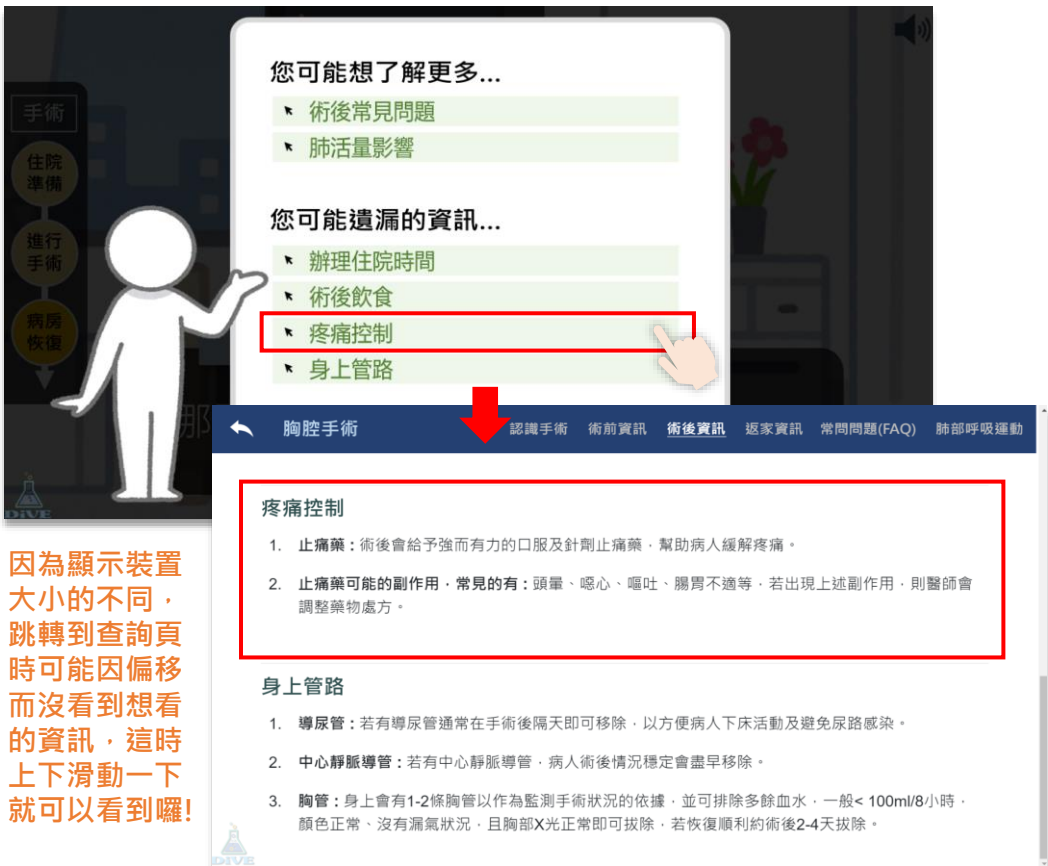 您可能想了解更多...
術後常見問題
肺活量影響
手術
住院
準備
您可能遺漏的資訊...
進行
手術
辦理住院時間
術後飲食
病房
恢復
疼痛控制
身上管路
那
DiVE
胸腔手術
認識手術 術前資訊 術後資訊 返家資訊 常問問題(FAQ) 肺部呼吸運動
疼痛控制
1. 止痛藥：術後會給予強而有力的口服及針劑止痛藥，幫助病人緩解疼痛。
2. 止痛藥可能的副作用，常見的有：頭暈、噁心、嘔吐、腸胃不適等，若出現上述副作用，則醫師會
調整藥物處方。
身上管路
1. 導尿管：若有導尿管通常在手術後隔天即可移除，以方便病人下床活動及避免尿路感染。
2. 中心靜脈導管：若有中心靜脈導管，病人術後情況穩定會盡早移除。
3. 胸管：身上會有1-2條胸管以作為監測手術狀況的依據，並可排除多餘血水，一般< 100ml/8小時，
顏色正常、沒有漏氣狀況，且胸部X光正常即可拔除，若恢復順利約術後2-4天拔除。
DiVE
因為顯示裝置
大小的不同，
跳轉到查詢頁
時可能因偏移
而沒看到想看
的資訊，這時
上下滑動一下
就可以看到囉!